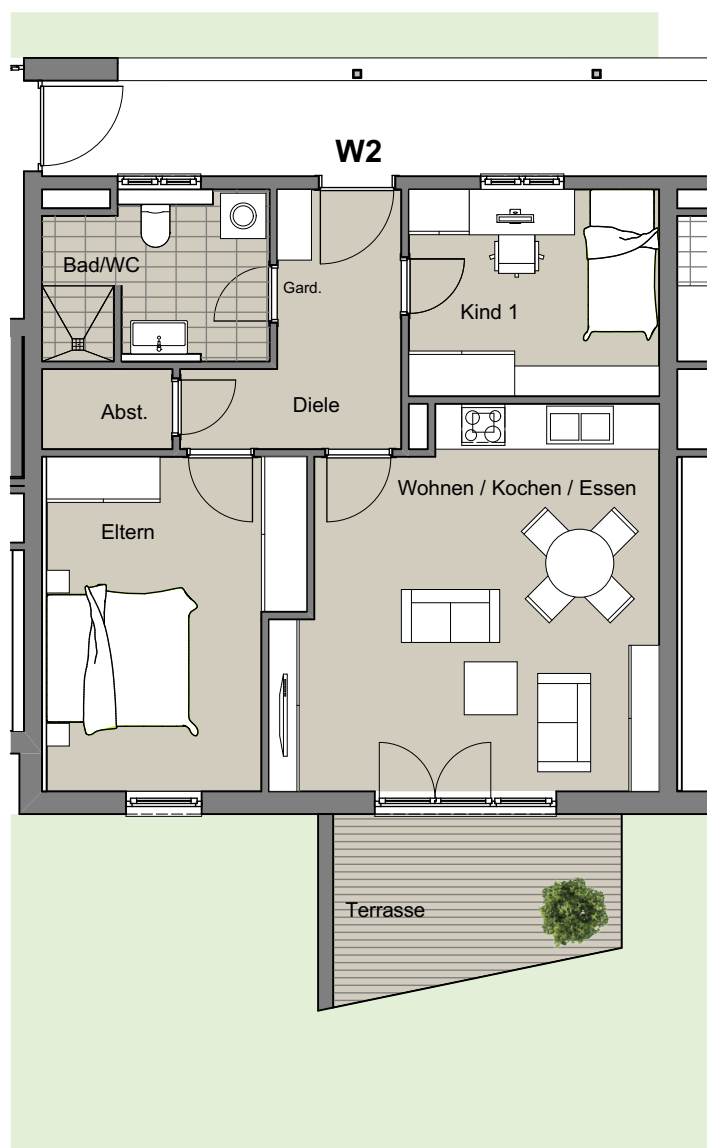 W2
Bad/WC
Gard.
Kind 1
Abst.
Diele
Wohnen / Kochen / Essen
Eltern
Terrasse